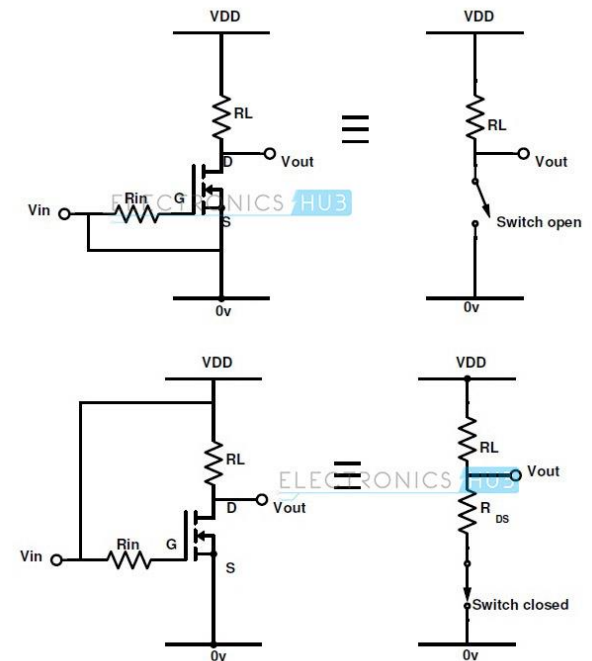 VDD
VDD
RL
RL
D
Vout
Vout
ELECTRONICS HUB
Rin
G
Vin
S
Switch open
0v
0v
VDD
VDD
RL
RL
ELECTRONICS HUB
Vout
D
Vout
R DS
Rin
G
Vin
S
Switch closed
0v
0v